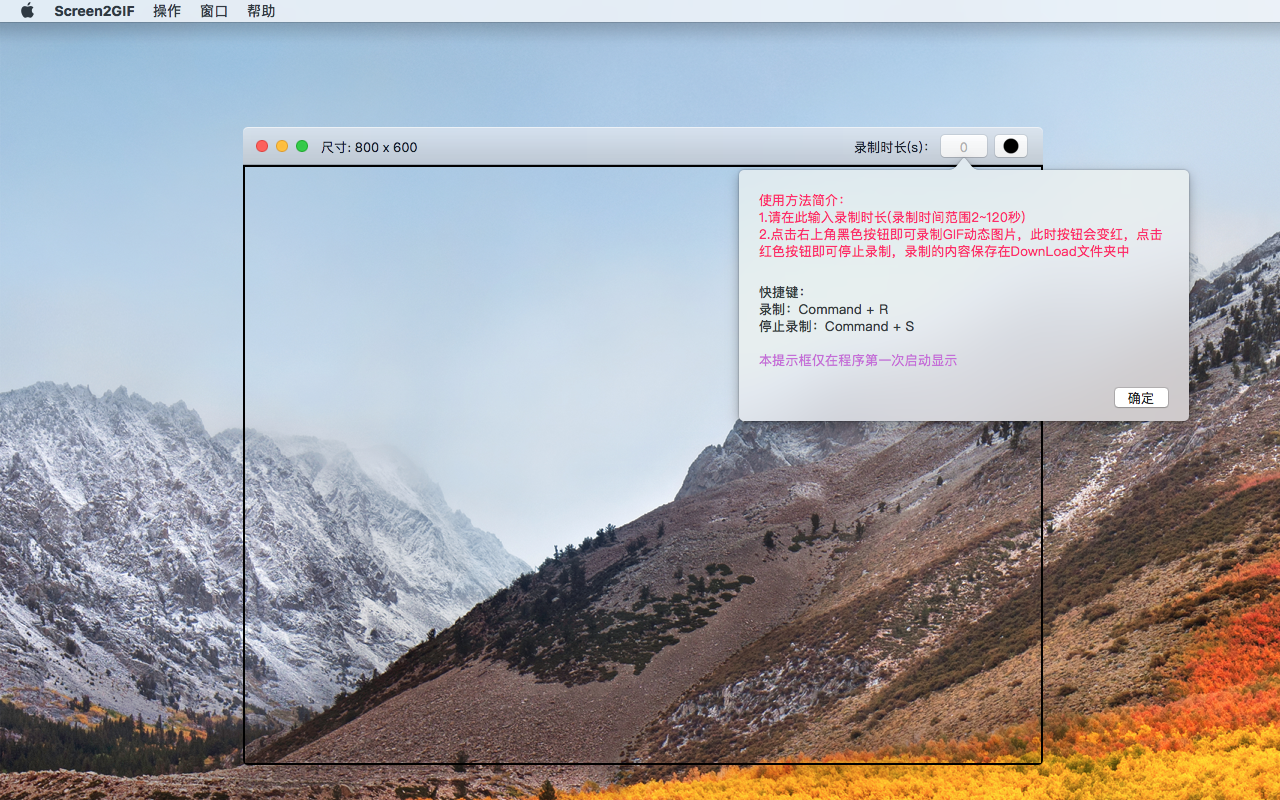 Screen2GIF 操作 窗口 帮助
尺寸: 800 x 600 录制时长(s): 0
使用方法简介:
1.请在此输入录制时长(录制时间范围2~120秒)
2.点击右上角黑色按钮即可录制GIF动态图片，此时按钮会变红，点击
红色按钮即可停止录制，录制的内容保存在DownLoad文件夹中
快捷键:
录制: Command + R
停止录制: Command + S
本提示框仅在程序第一次启动显示
确定